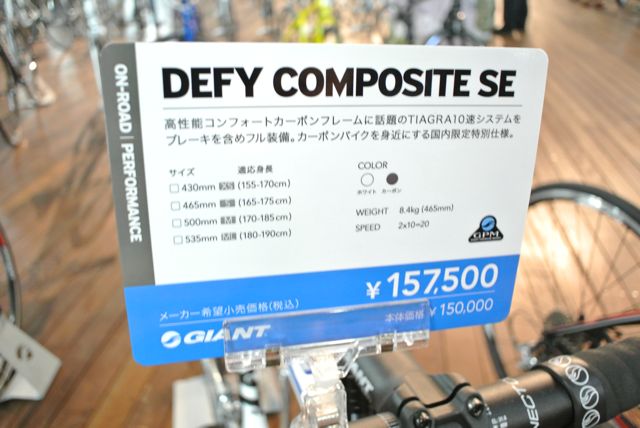 DEFY COMPOSITE SE
ON-ROAD | PERFORMANCE
高性能コンフォートカーボンフレームに話題のTIAGRA10速システムを
ブレーキを含めフル装備。カーボンバイクを身近にする国内限定特別仕様。
サイズ 適応身長
430mm (155-170cm)
465mm (165-175cm)
500mm (170-185cm)
535mm (180-190cm)
COLOR
ホワイト カーボン
WEIGHT 8.4kg (465mm)
SPEED 2x10=20
GPM
メーカー希望小売価格(税込) ¥157,500
本体価格 ¥150,000
GIANT